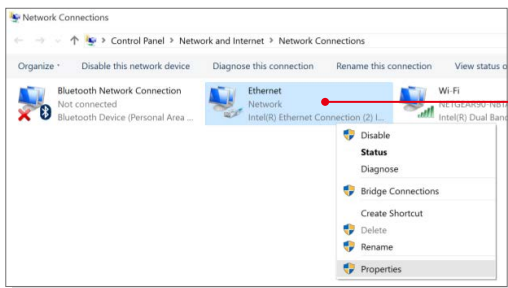 Network Connections
Control Panel > Network and Internet > Network Connections
Organize Disable this network device Diagnose this connection Rename this connection View status o
Bluetooth Network Connection
Not connected
Bluetooth Device (Personal Area ...
Ethernet
Network
Intel(R) Ethernet Connection (2) I...
Wi-Fi
Intel(R) Dual Band
Disable
Status
Diagnose
Bridge Connections
Create Shortcut
Delete
Rename
Properties